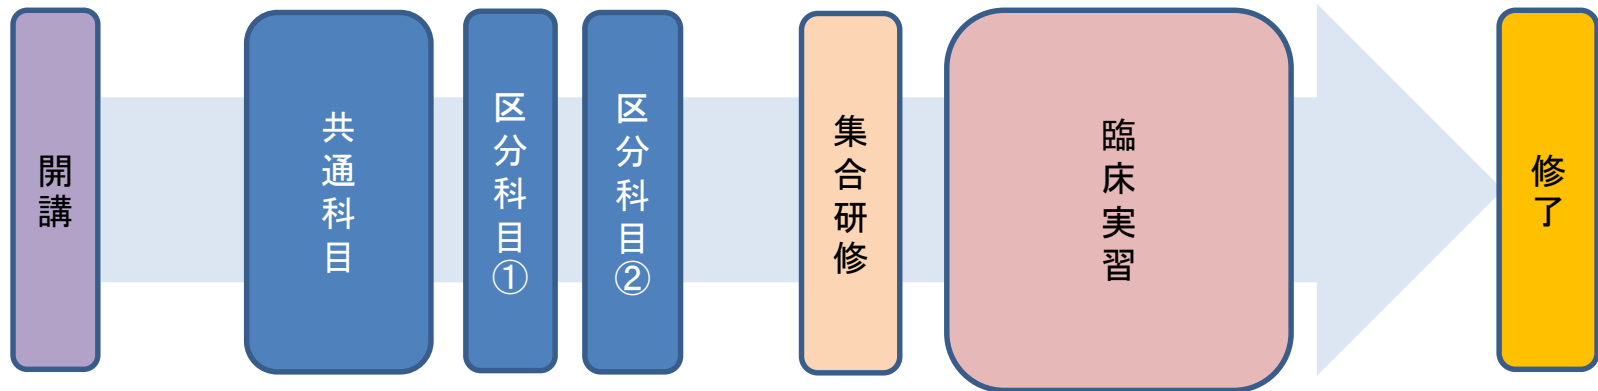 開講
共通科目
区分科目①
区分科目②
集合研修
臨床実習
修了